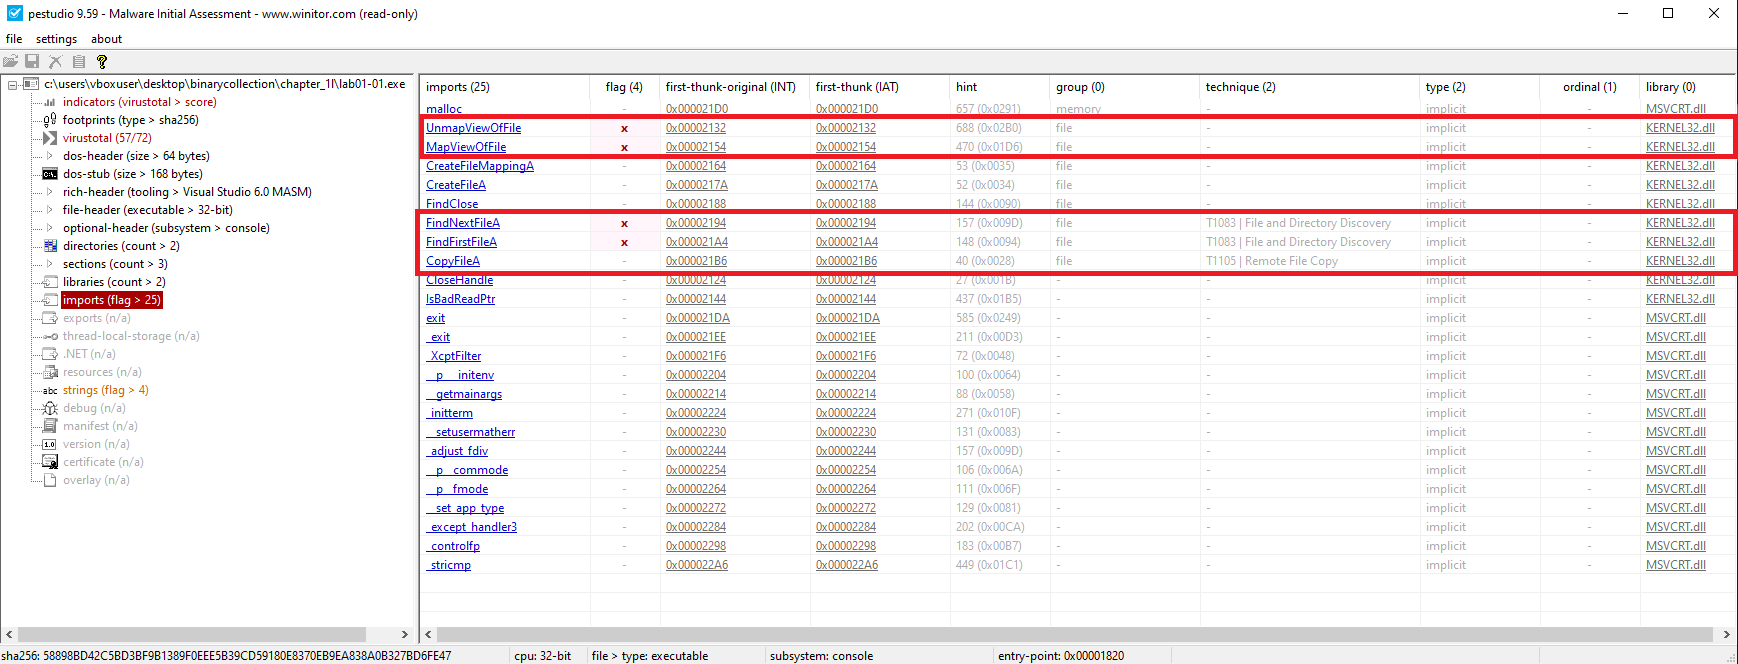 pestudio 9.59 - Malware Initial Assessment - www.winitor.com (read-only)
file settings about
c:\users\vboxuser\desktop\binarycollection\chapter_1l\lab01-01.exe
indicators (virustotal > score)
footprints (type > sha256)
virustotal (57/72)
dos-header (size > 64 bytes)
dos-stub (size > 168 bytes)
rich-header (tooling > Visual Studio 6.0 MASM)
file-header (executable > 32-bit)
optional-header (subsystem > console)
directories (count > 2)
sections (count > 3)
libraries (count > 2)
imports (flag > 25)
exports (n/a)
thread-local-storage (n/a)
.NET (n/a)
resources (n/a)
abc strings (flag > 4)
debug (n/a)
manifest (n/a)
1.0 version (n/a)
certificate (n/a)
overlay (n/a)
imports (25) flag (4) first-thunk-original (INT) first-thunk (IAT) hint group (0) technique (2) type (2) ordinal (1) library (0)
malloc - 0x000021D0 0x000021D0 657 (0x0291) memory - implicit - MSVCRT.dll
UnmapViewOfFile x 0x00002132 0x00002132 688 (0x02B0) file - implicit - KERNEL32.dll
MapViewOfFile x 0x00002154 0x00002154 470 (0x01D6) file - implicit - KERNEL32.dll
CreateFileMappingA - 0x00002164 0x00002164 53 (0x0035) file - implicit - KERNEL32.dll
CreateFileA - 0x0000217A 0x0000217A 52 (0x0034) file - implicit - KERNEL32.dll
FindClose - 0x00002188 0x00002188 144 (0x0090) file - implicit - KERNEL32.dll
FindNextFileA x 0x00002194 0x00002194 157 (0x009D) file T1083 | File and Directory Discovery implicit - KERNEL32.dll
FindFirstFileA x 0x000021A4 0x000021A4 148 (0x0094) file T1083 | File and Directory Discovery implicit - KERNEL32.dll
CopyFileA - 0x000021B6 0x000021B6 40 (0x0028) file T1105 | Remote File Copy implicit - KERNEL32.dll
CloseHandle - 0x00002124 0x00002124 27 (0x001B) - - implicit - KERNEL32.dll
IsBadReadPtr - 0x00002144 0x00002144 437 (0x01B5) - - implicit - KERNEL32.dll
exit - 0x000021DA 0x000021DA 585 (0x0249) - - implicit - MSVCRT.dll
_exit - 0x000021EE 0x000021EE 211 (0x00D3) - - implicit - MSVCRT.dll
_XcptFilter - 0x000021F6 0x000021F6 72 (0x0048) - - implicit - MSVCRT.dll
__p___initenv - 0x00002204 0x00002204 100 (0x0064) - - implicit - MSVCRT.dll
__getmainargs - 0x00002214 0x00002214 88 (0x0058) - - implicit - MSVCRT.dll
_initterm - 0x00002224 0x00002224 271 (0x010F) - - implicit - MSVCRT.dll
__setusermatherr - 0x00002230 0x00002230 131 (0x0083) - - implicit - MSVCRT.dll
_adjust_fdiv - 0x00002244 0x00002244 157 (0x009D) - - implicit - MSVCRT.dll
__p__commode - 0x00002254 0x00002254 106 (0x006A) - - implicit - MSVCRT.dll
__p__fmode - 0x00002264 0x00002264 111 (0x006F) - - implicit - MSVCRT.dll
__set_app_type - 0x00002272 0x00002272 129 (0x0081) - - implicit - MSVCRT.dll
_except_handler3 - 0x00002284 0x00002284 202 (0x00CA) - - implicit - MSVCRT.dll
_controlfp - 0x00002298 0x00002298 183 (0x00B7) - - implicit - MSVCRT.dll
_stricmp - 0x000022A6 0x000022A6 449 (0x01C1) - - implicit - MSVCRT.dll
sha256: 58898BD42C5BD3BF9B1389F0EEE5B39CD59180E8370EB9EA838A0B327BD6FE47 cpu: 32-bit file > type: executable subsystem: console entry-point: 0x00001820